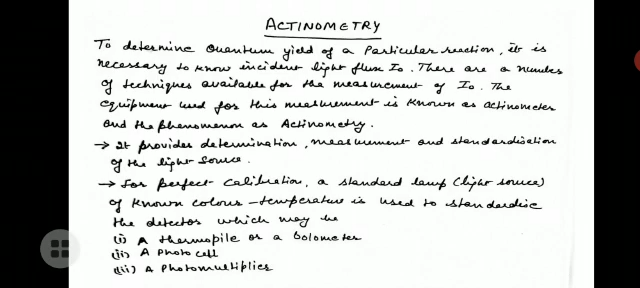 ACTINOMETRY
To determine Quantum yield of a Particular reaction, it is
necessary to know incident light flux Io. There are a number
of techniques available for the measurement of Io. The
equipment used for this measurement is known as actinometer
and the phenomenon as Actinometry.
→ It provides determination, measurement and standardisation
of the light source.
→ For perfect calibration, a standard lamp (light source)
of known colour-temperature is used to standardise
the detector which may be
(i) A thermopile or a bolometer
(ii) A Photocell
(iii) A Photomultiplier